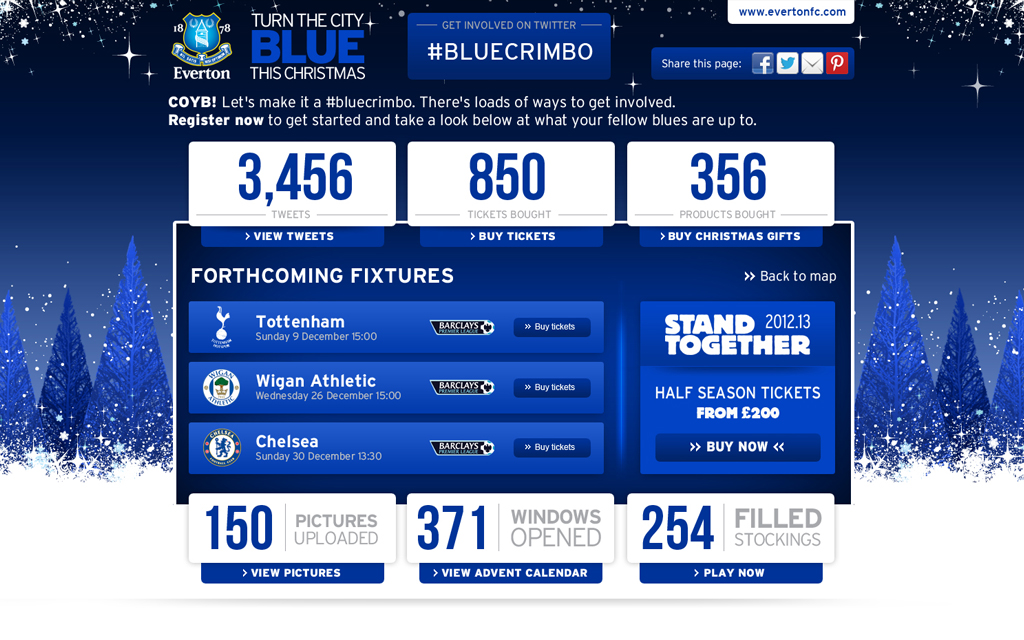 www.evertonfc.com
18 78
Everton
TURN THE CITY
BLUE
THIS CHRISTMAS
GET INVOLVED ON TWITTER
#BLUECRIMBO
Share this page:
COYB! Let's make it a #bluecrimbo. There's loads of ways to get involved.
Register now to get started and take a look below at what your fellow blues are up to.
3,456
TWEETS
> VIEW TWEETS
850
TICKETS BOUGHT
> BUY TICKETS
356
PRODUCTS BOUGHT
> BUY CHRISTMAS GIFTS
FORTHCOMING FIXTURES
>> Back to map
Tottenham
Sunday 9 December 15:00
BARCLAYS
PREMIER LEAGUE
>> Buy tickets
WIGAN
ATHLETIC
Wigan Athletic
Wednesday 26 December 15:00
BARCLAYS
PREMIER LEAGUE
>> Buy tickets
CHELSEA
FOOTBALL CLUB
Chelsea
Sunday 30 December 13:30
BARCLAYS
PREMIER LEAGUE
>> Buy tickets
STAND 2012.13
TOGETHER
HALF SEASON TICKETS
FROM £200
>> BUY NOW <<
150
PICTURES
UPLOADED
> VIEW PICTURES
371
WINDOWS
OPENED
> VIEW ADVENT CALENDAR
254
FILLED
STOCKINGS
> PLAY NOW